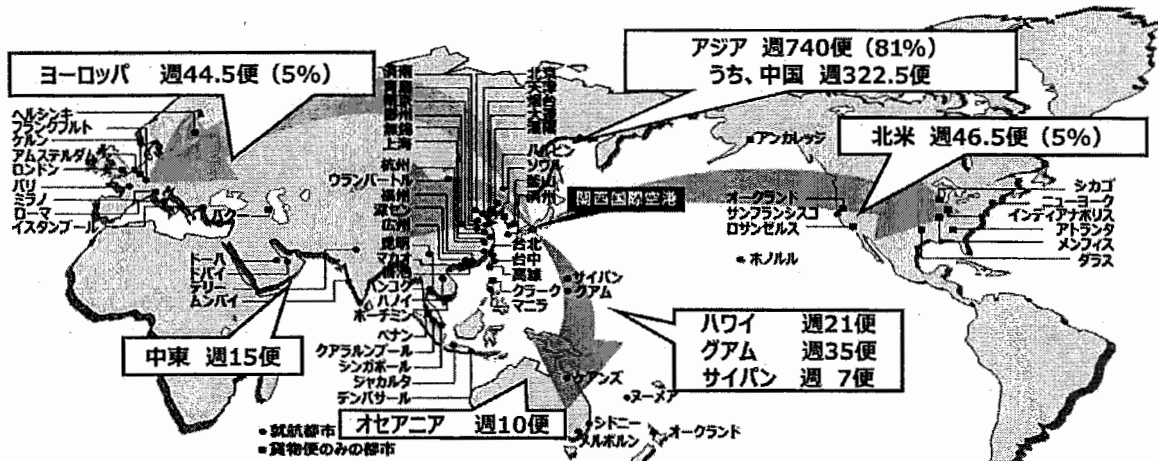 ヨーロッパ 週44.5便（5%）
アジア 週740便（81%）
うち、中国 週322.5便
北米 週46.5便（5%）
ヘルシンキ
フランクフルト
ケルン
アムステルダム
ロンドン
パリ
ミラノ
ローマ
イスタンブール
バク
上海
杭州
ウランバートル
広州
マカオ
バンコク
ハノイ
ホーチミン
ペナン
クアラルンプール
シンガポール
ジャカルタ
デンパサール
ハルビン
ソウル
関西国際空港
台北
台中
高雄
クラーク
マニラ
サイパン
グアム
ケアンズ
ヌーメア
シドニー
メルボルン
オークランド
アンカレッジ
オークランド
サンフランシスコ
ロサンゼルス
ホノルル
シカゴ
ニューヨーク
インディアナポリス
アトランタ
メンフィス
ダラス
ドーハ
ドバイ
デリー
ムンバイ
中東 週15便
ハワイ 週21便
グアム 週35便
サイパン 週 7便
オセアニア 週10便
●就航都市
■貨物便のみの都市